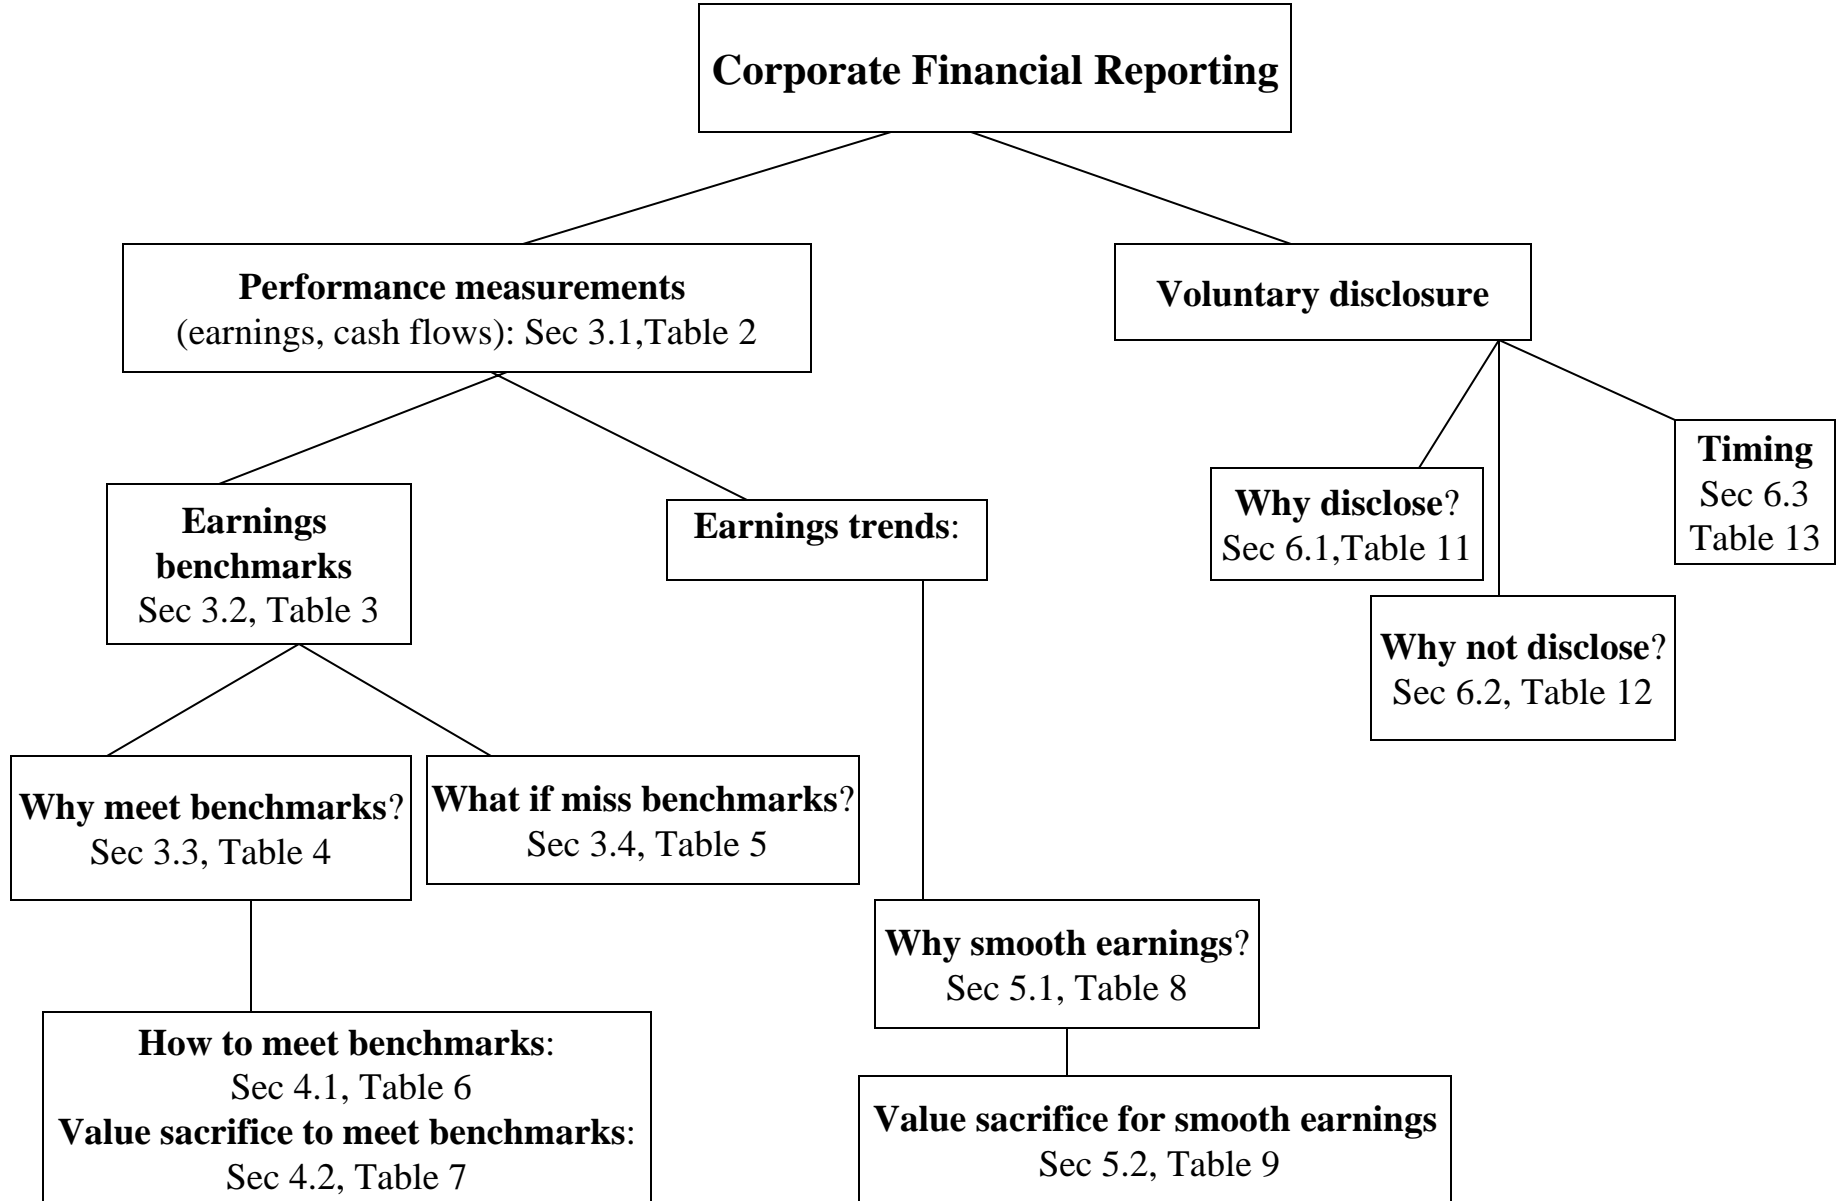 Corporate Financial Reporting
Performance measurements
(earnings, cash flows): Sec 3.1,Table 2
Voluntary disclosure
Earnings
benchmarks
Sec 3.2, Table 3
Earnings trends:
Why disclose?
Sec 6.1,Table 11
Timing
Sec 6.3
Table 13
Why not disclose?
Sec 6.2, Table 12
Why meet benchmarks?
Sec 3.3, Table 4
What if miss benchmarks?
Sec 3.4, Table 5
Why smooth earnings?
Sec 5.1, Table 8
How to meet benchmarks:
Sec 4.1, Table 6
Value sacrifice to meet benchmarks:
Sec 4.2, Table 7
Value sacrifice for smooth earnings
Sec 5.2, Table 9